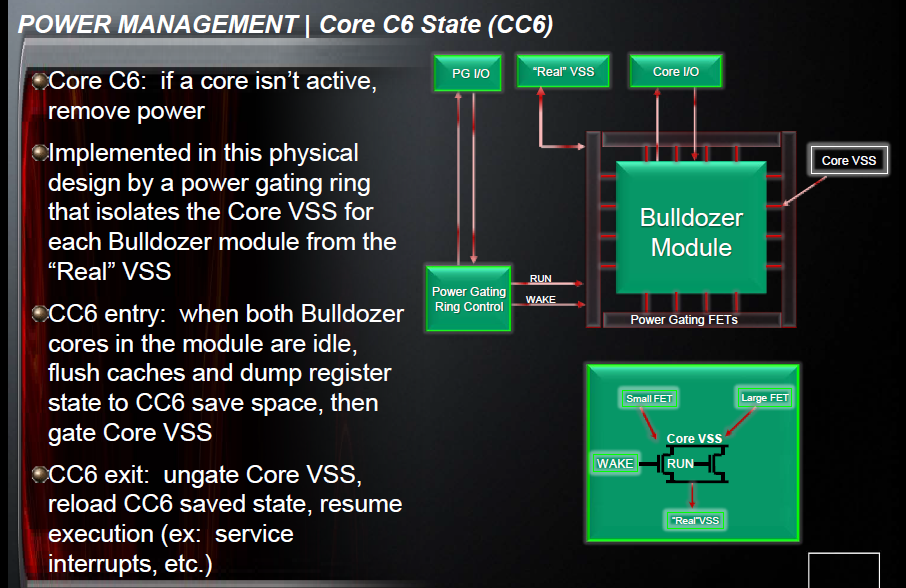 POWER MANAGEMENT | Core C6 State (CC6)
Core C6: if a core isn't active,
remove power
Implemented in this physical
design by a power gating ring
that isolates the Core VSS for
each Bulldozer module from the
"Real" VSS
CC6 entry: when both Bulldozer
cores in the module are idle,
flush caches and dump register
state to CC6 save space, then
gate Core VSS
CC6 exit: ungate Core VSS,
reload CC6 saved state, resume
execution (ex: service
interrupts, etc.)
PG I/O
"Real" VSS
Core I/O
Core VSS
Bulldozer
Module
Power Gating
Ring Control
RUN
WAKE
Power Gating FETs
Small FET
Large FET
Core VSS
WAKE
RUN
"Real"VSS